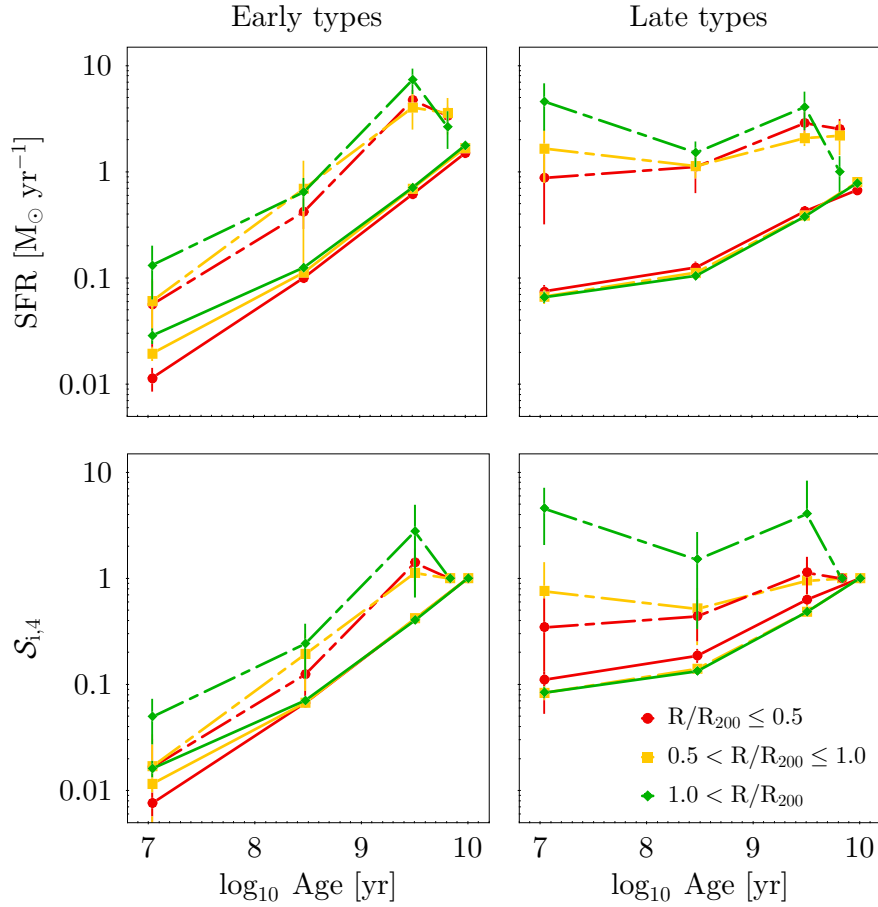 Early types
Late types
10
1
0.1
0.01
SFR [M⊙ yr⁻¹]
10
1
0.1
0.01
𝒮i,4
R/R₂₀₀ ≤ 0.5
0.5 < R/R₂₀₀ ≤ 1.0
1.0 < R/R₂₀₀
7 8 9 10
7 8 9 10
log₁₀ Age [yr]
log₁₀ Age [yr]